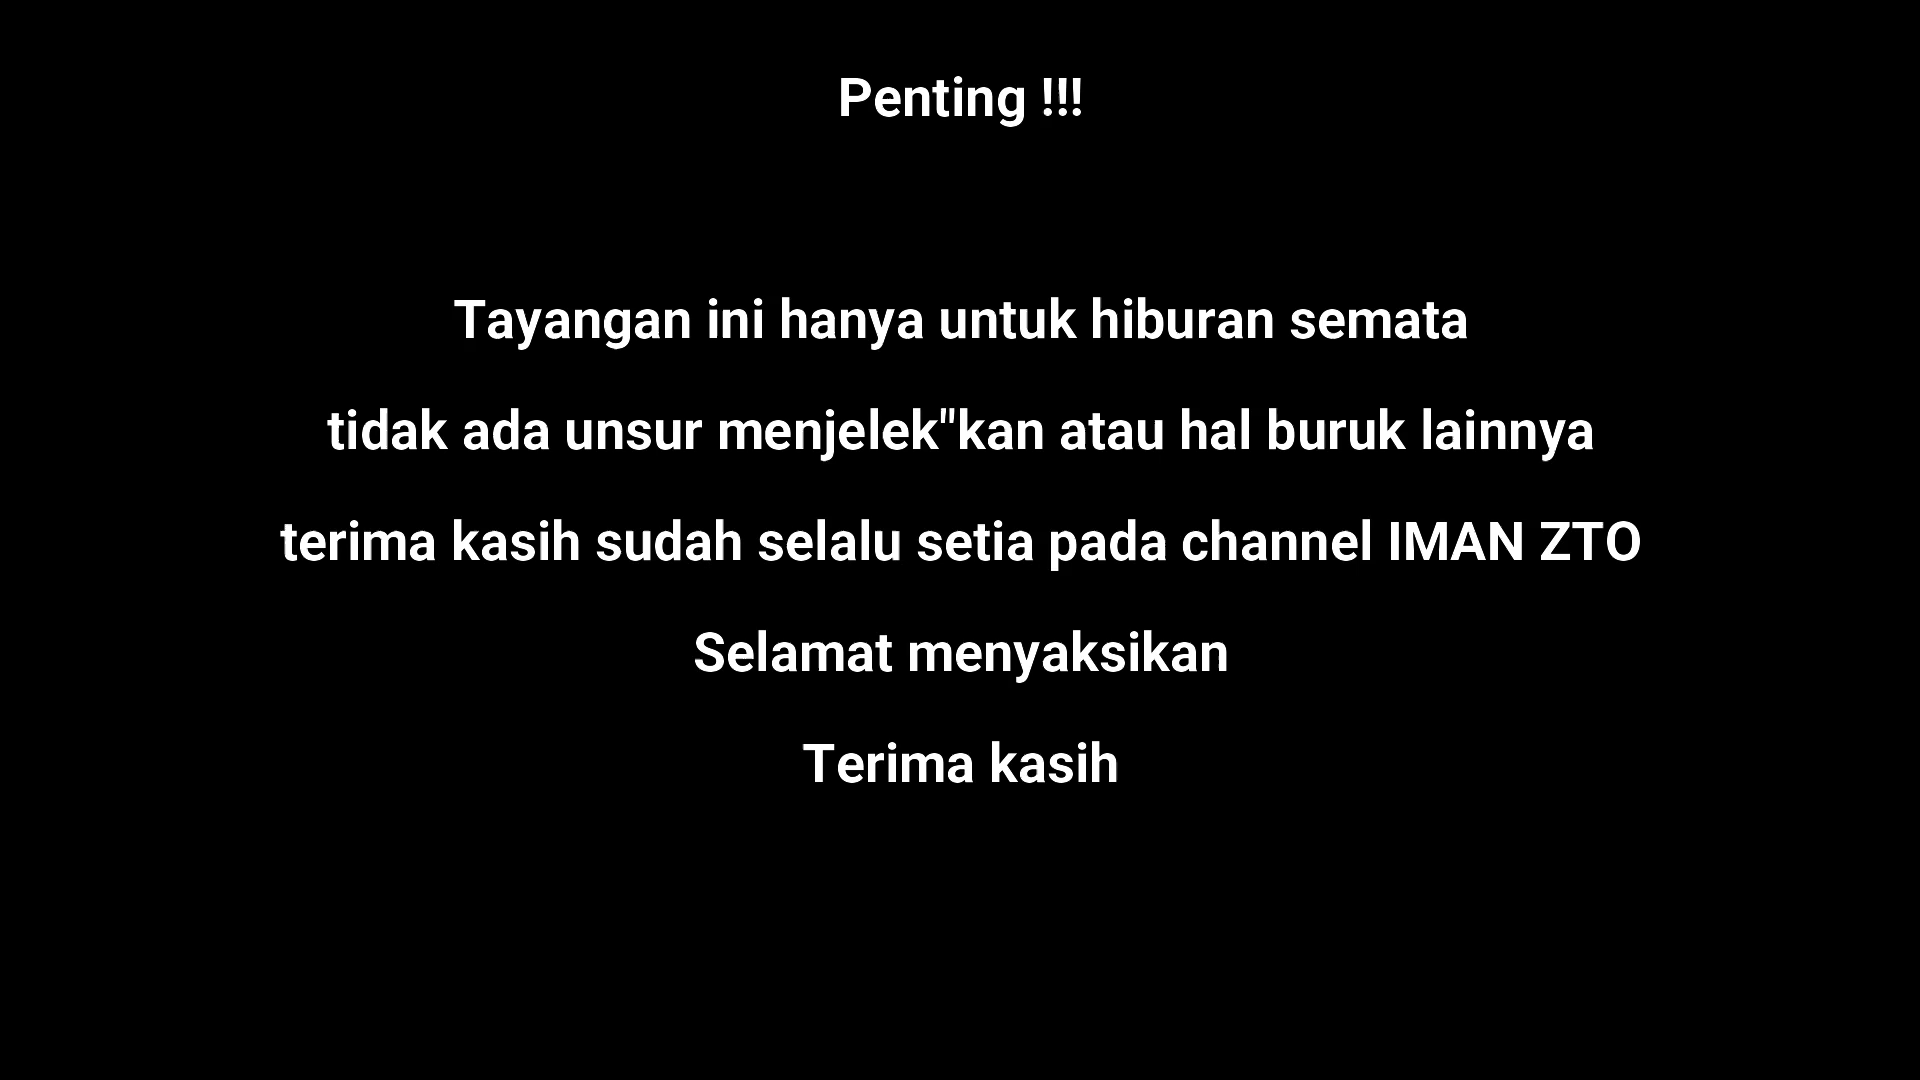 Penting !!!
Tayangan ini hanya untuk hiburan semata
tidak ada unsur menjelek"kan atau hal buruk lainnya
terima kasih sudah selalu setia pada channel IMAN ZTO
Selamat menyaksikan
Terima kasih